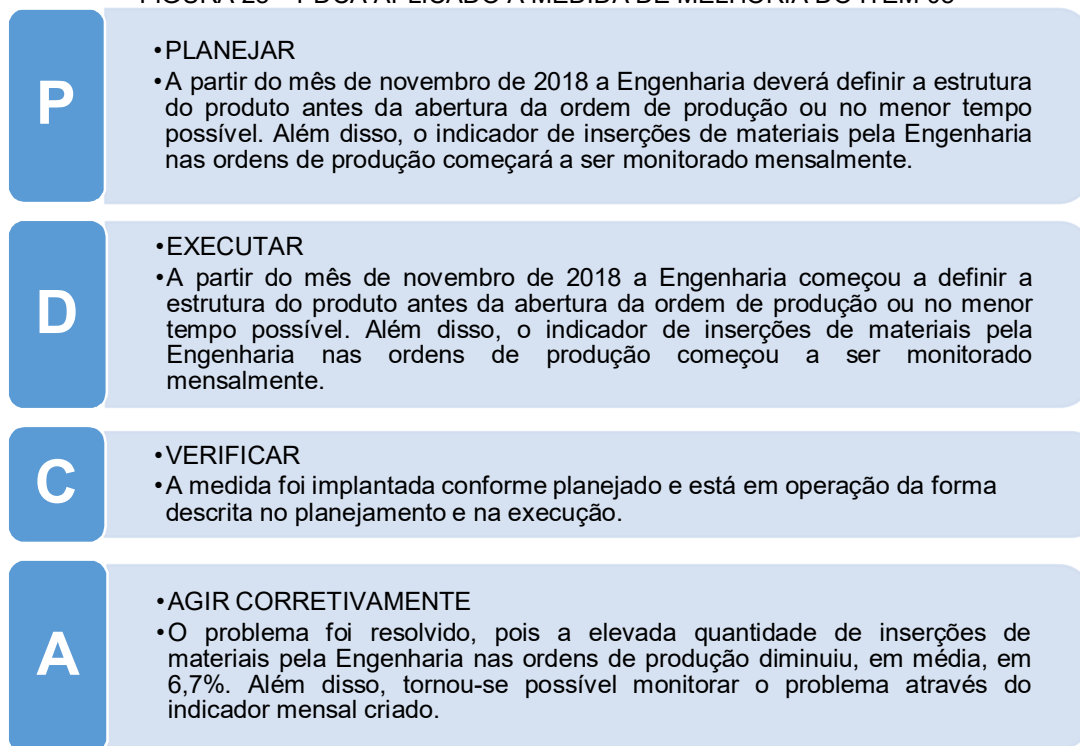 P
•PLANEJAR
•A partir do mês de novembro de 2018 a Engenharia deverá definir a estrutura
do produto antes da abertura da ordem de produção ou no menor tempo
possível. Além disso, o indicador de inserções de materiais pela Engenharia
nas ordens de produção começará a ser monitorado mensalmente.
D
•EXECUTAR
•A partir do mês de novembro de 2018 a Engenharia começou a definir a
estrutura do produto antes da abertura da ordem de produção ou no menor
tempo possível. Além disso, o indicador de inserções de materiais pela
Engenharia nas ordens de produção começou a ser monitorado
mensalmente.
C
•VERIFICAR
•A medida foi implantada conforme planejado e está em operação da forma
descrita no planejamento e na execução.
A
•AGIR CORRETIVAMENTE
•O problema foi resolvido, pois a elevada quantidade de inserções de
materiais pela Engenharia nas ordens de produção diminuiu, em média, em
6,7%. Além disso, tornou-se possível monitorar o problema através do
indicador mensal criado.